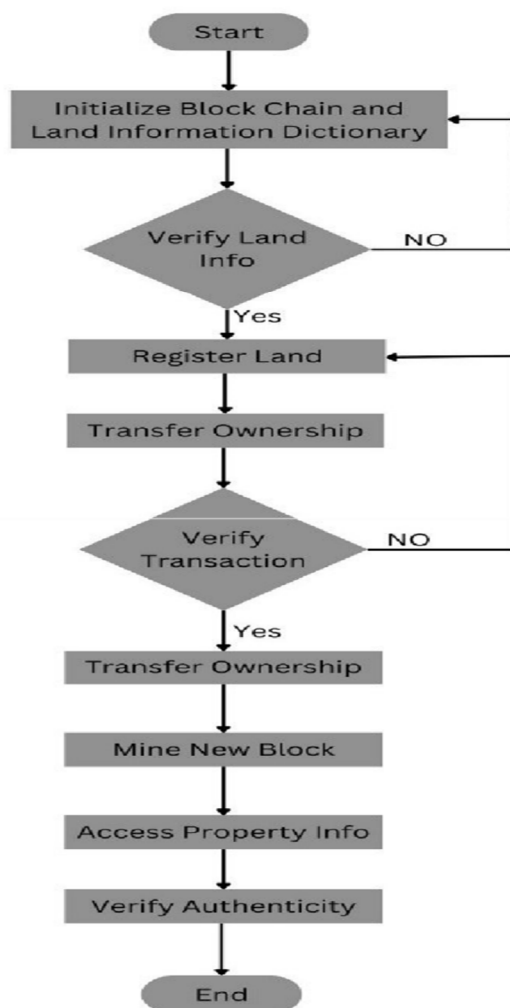 Start
Initialize Block Chain and
Land Information Dictionary
Verify Land
Info
NO
Yes
Register Land
Transfer Ownership
Verify
Transaction
NO
Yes
Transfer Ownership
Mine New Block
Access Property Info
Verify Authenticity
End